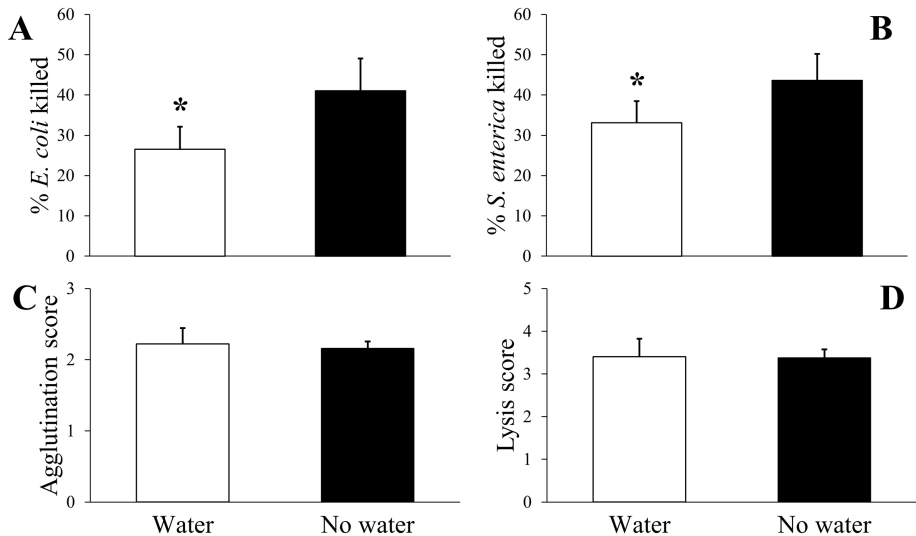 A
% E. coli killed
60
50
40
30
20
10
0
*
B
% S. enterica killed
60
50
40
30
20
10
0
*
C
Agglutination score
3
2
1
0
Water
No water
D
Lysis score
5
4
3
2
1
0
Water
No water